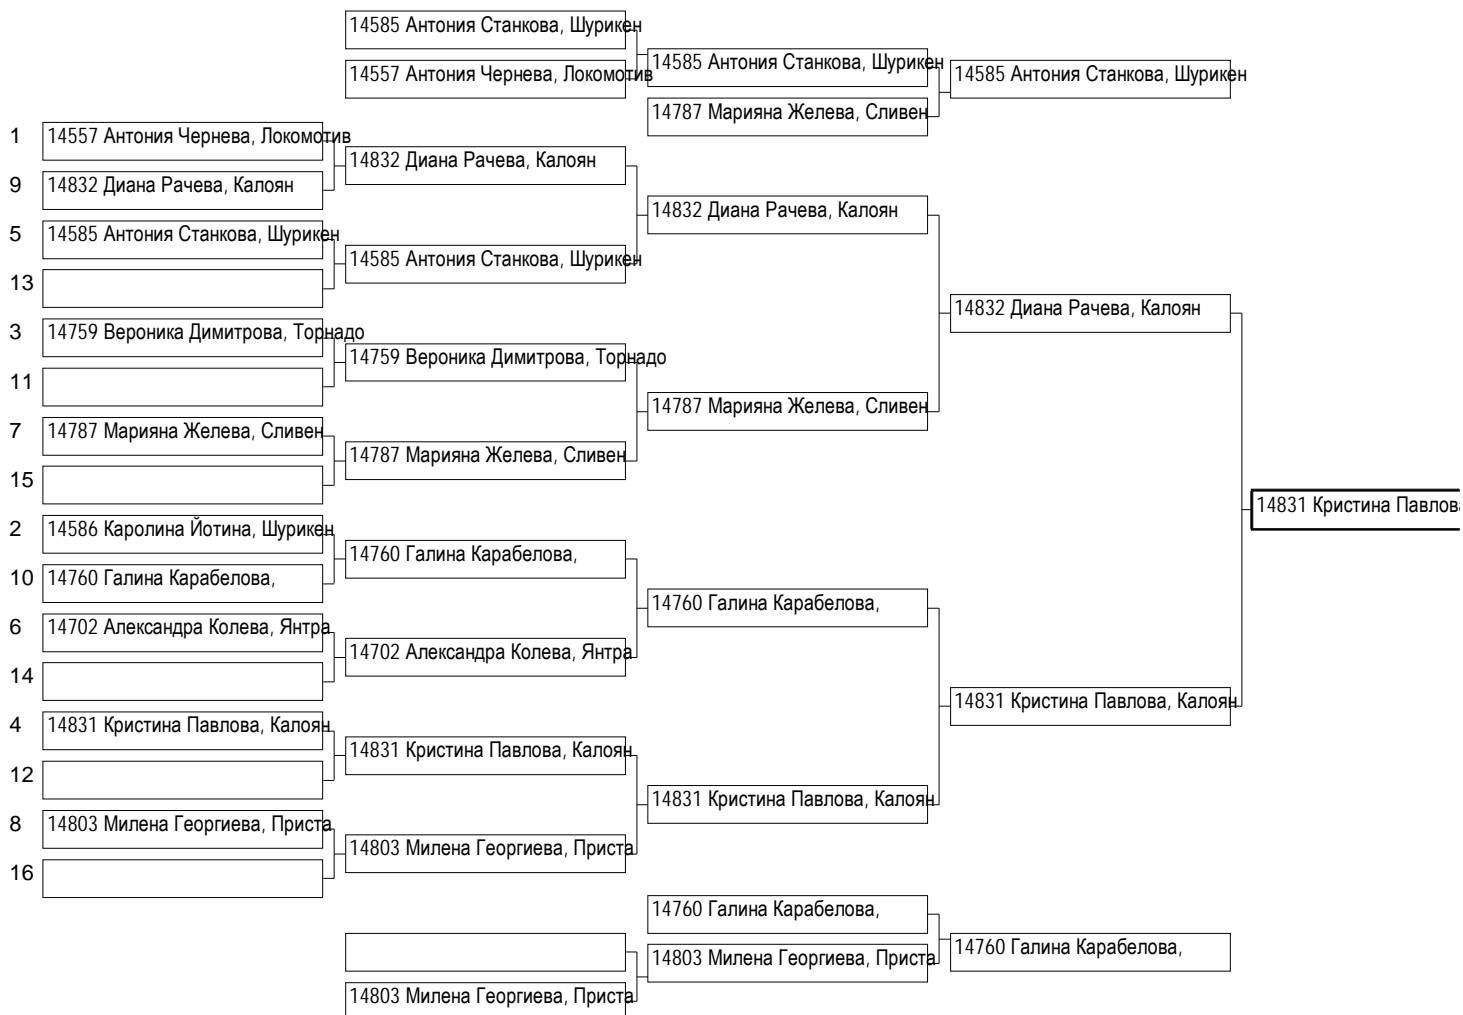 14585 Антония Станкова, Шурикен
14557 Антония Чернева, Локомотив
14585 Антония Станкова, Шурикен
14787 Марияна Желева, Сливен
14585 Антония Станкова, Шурикен
1 14557 Антония Чернева, Локомотив
9 14832 Диана Рачева, Калоян
5 14585 Антония Станкова, Шурикен
13
3 14759 Вероника Димитрова, Торнадо
11
7 14787 Марияна Желева, Сливен
15
2 14586 Каролина Йотина, Шурикен
10 14760 Галина Карабелова,
6 14702 Александра Колева, Янтра
14
4 14831 Кристина Павлова, Калоян
12
8 14803 Милена Георгиева, Приста
16
14832 Диана Рачева, Калоян
14585 Антония Станкова, Шурикен
14759 Вероника Димитрова, Торнадо
14787 Марияна Желева, Сливен
14760 Галина Карабелова,
14702 Александра Колева, Янтра
14831 Кристина Павлова, Калоян
14803 Милена Георгиева, Приста
14832 Диана Рачева, Калоян
14787 Марияна Желева, Сливен
14760 Галина Карабелова,
14831 Кристина Павлова, Калоян
14832 Диана Рачева, Калоян
14831 Кристина Павлова, Калоян
14831 Кристина Павлова
14803 Милена Георгиева, Приста
14760 Галина Карабелова,
14803 Милена Георгиева, Приста
14760 Галина Карабелова,